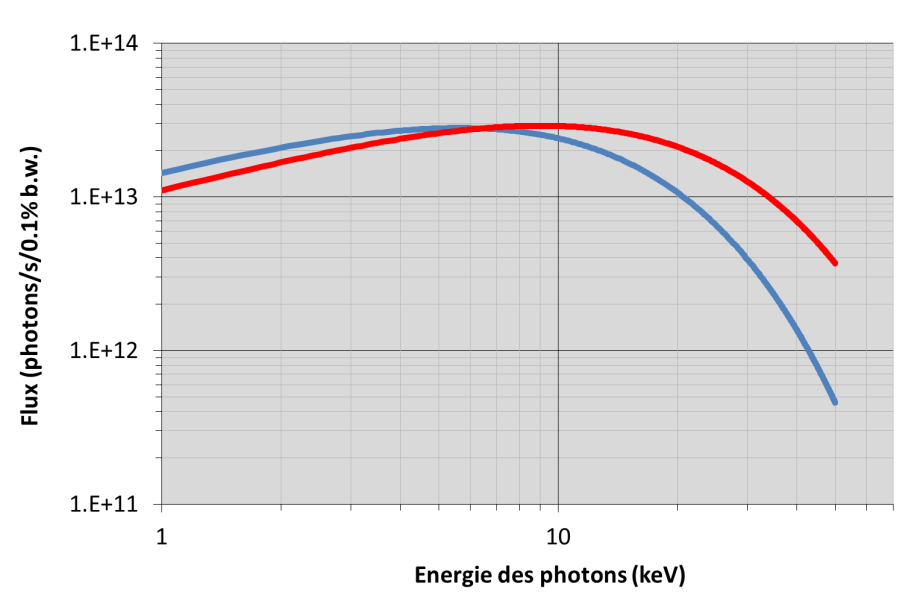 1.E+14
1.E+13
1.E+12
1.E+11
Flux (photons/s/0.1% b.w.)
1
10
Energie des photons (keV)